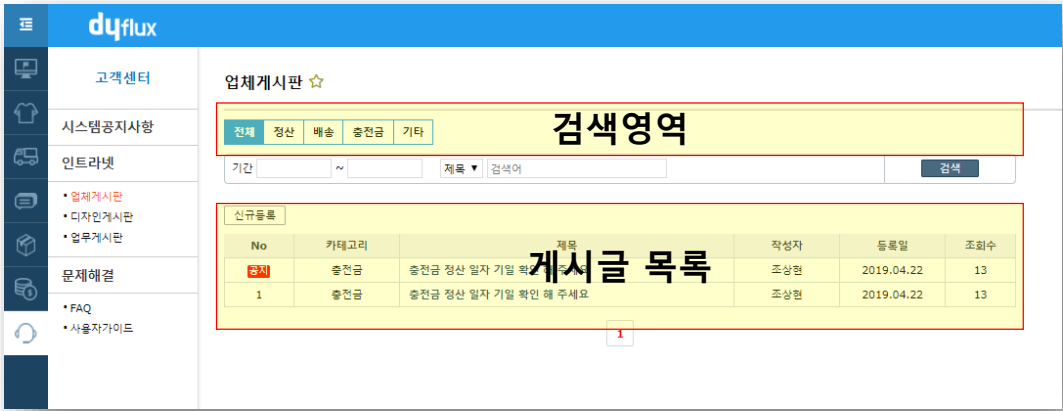 dyflux
고객센터
시스템공지사항
인트라넷
• 업체게시판
• 디자인게시판
• 업무게시판
문제해결
• FAQ
• 사용자가이드
업체게시판
전체 정산 배송 충전금 기타
검색영역
기간 ~ 제목 ▼ 검색어 검색
신규등록
No 카테고리 제목 작성자 등록일 조회수
공지 충전금 충전금 정산 일자 기일 확인 해 주세요 조상현 2019.04.22 13
게시글 목록
1 충전금 충전금 정산 일자 기일 확인 해 주세요 조상현 2019.04.22 13
1